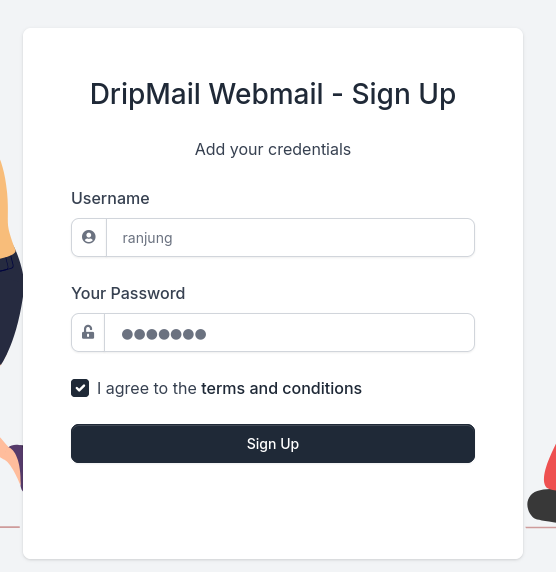 DripMail Webmail - Sign Up
Add your credentials
Username
ranjung
Your Password
●●●●●●●
I agree to the terms and conditions
Sign Up